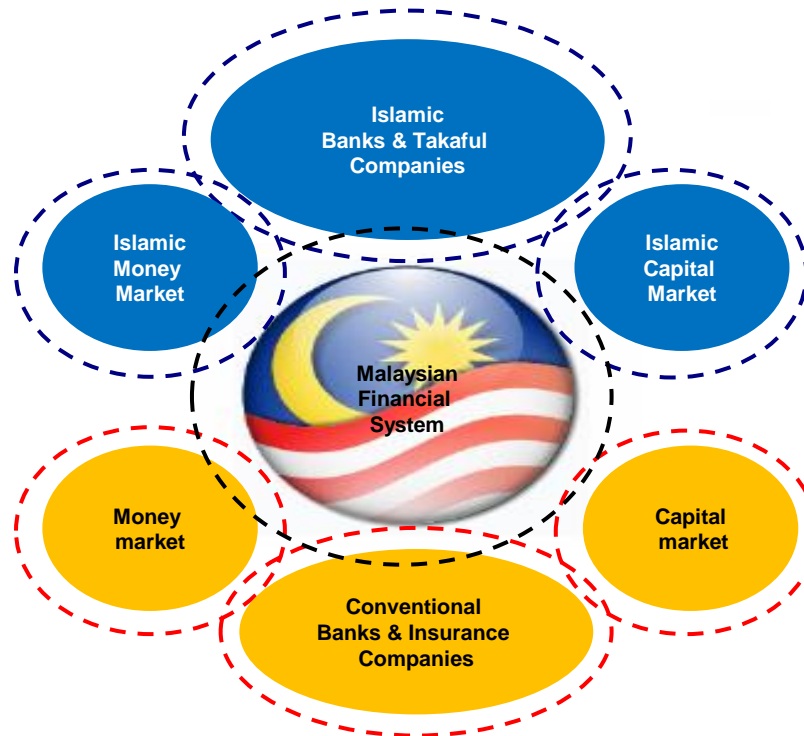 Islamic
Banks & Takaful
Companies
Islamic
Money
Market
Islamic
Capital
Market
Malaysian
Financial
System
Money
market
Capital
market
Conventional
Banks & Insurance
Companies